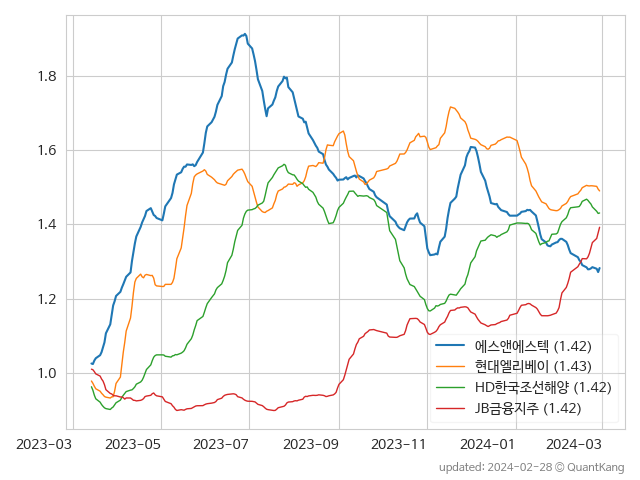 1.8
1.6
1.4
1.2
1.0
에스앤에스텍 (1.42)
현대엘리베이 (1.43)
HD한국조선해양 (1.42)
JB금융지주 (1.42)
2023-03 2023-05 2023-07 2023-09 2023-11 2024-01 2024-03
updated: 2024-02-28 © QuantKang